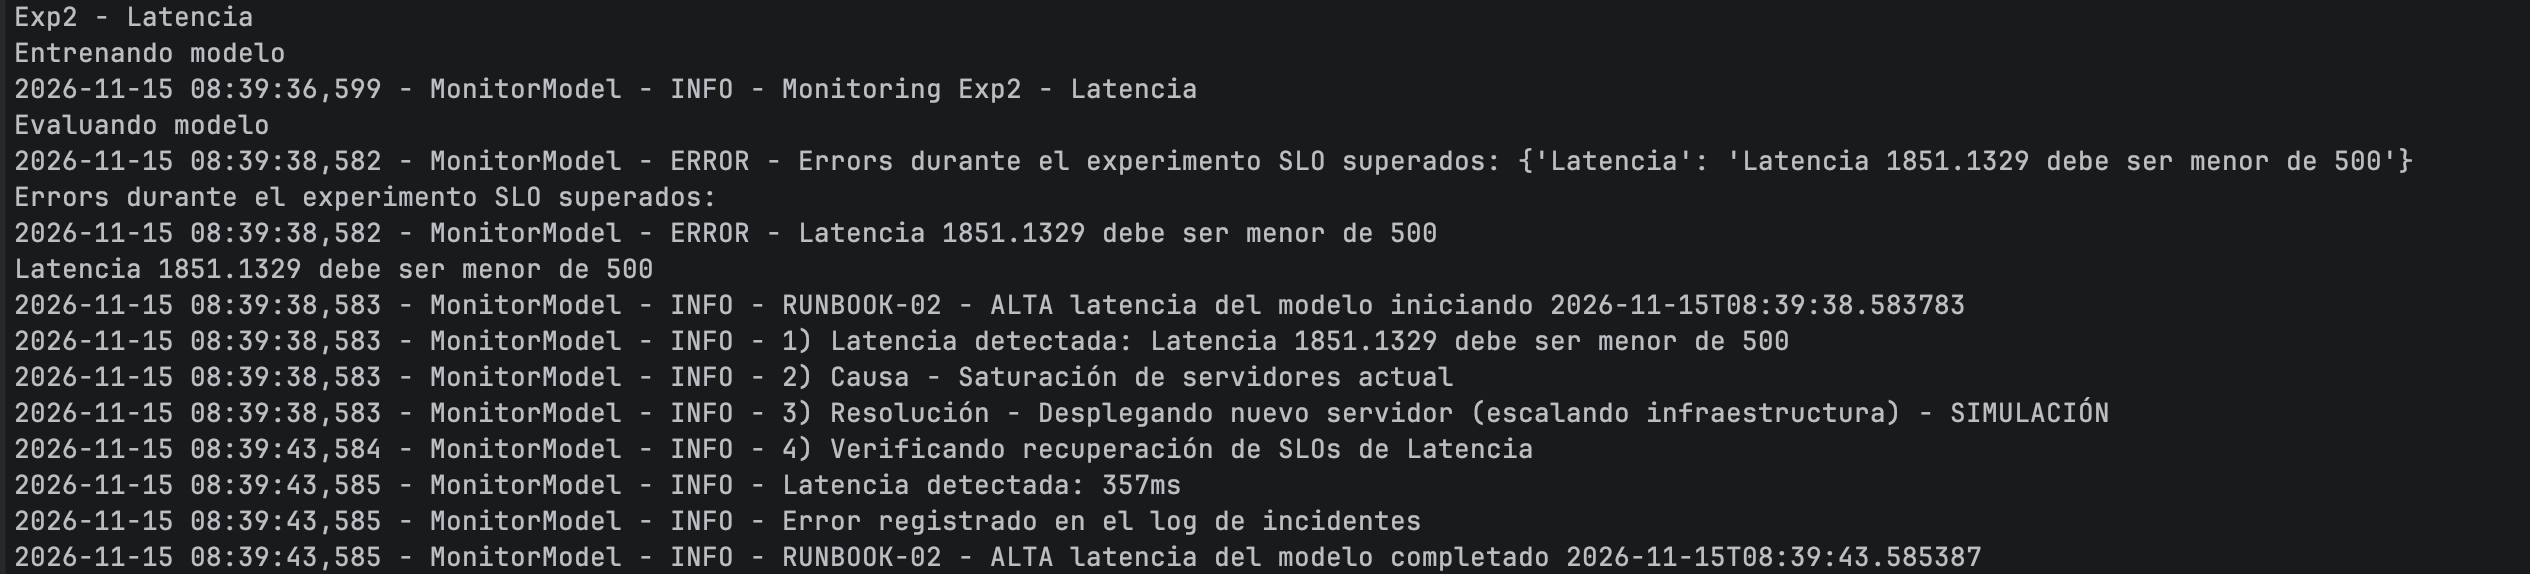 Exp2 - Latencia
Entrenando modelo
2026-11-15 08:39:36,599 - MonitorModel - INFO - Monitoring Exp2 - Latencia
Evaluando modelo
2026-11-15 08:39:38,582 - MonitorModel - ERROR - Errors durante el experimento SLO superados: {'Latencia': 'Latencia 1851.1329 debe ser menor de 500'}
Errors durante el experimento SLO superados:
2026-11-15 08:39:38,582 - MonitorModel - ERROR - Latencia 1851.1329 debe ser menor de 500
Latencia 1851.1329 debe ser menor de 500
2026-11-15 08:39:38,583 - MonitorModel - INFO - RUNBOOK-02 - ALTA latencia del modelo iniciando 2026-11-15T08:39:38.583783
2026-11-15 08:39:38,583 - MonitorModel - INFO - 1) Latencia detectada: Latencia 1851.1329 debe ser menor de 500
2026-11-15 08:39:38,583 - MonitorModel - INFO - 2) Causa - Saturación de servidores actual
2026-11-15 08:39:38,583 - MonitorModel - INFO - 3) Resolución - Desplegando nuevo servidor (escalando infraestructura) - SIMULACIÓN
2026-11-15 08:39:43,584 - MonitorModel - INFO - 4) Verificando recuperación de SLOs de Latencia
2026-11-15 08:39:43,585 - MonitorModel - INFO - Latencia detectada: 357ms
2026-11-15 08:39:43,585 - MonitorModel - INFO - Error registrado en el log de incidentes
2026-11-15 08:39:43,585 - MonitorModel - INFO - RUNBOOK-02 - ALTA latencia del modelo completado 2026-11-15T08:39:43.585387